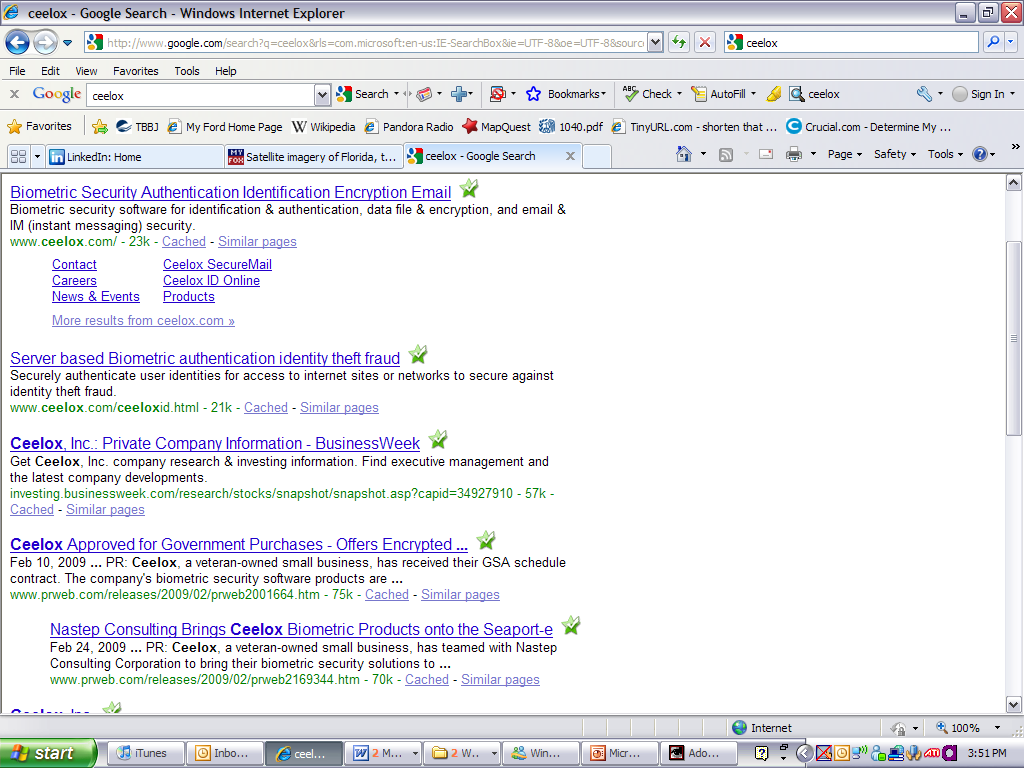 ceelox - Google Search - Windows Internet Explorer
http://www.google.com/search?q=ceelox&rls=com.microsoft:en-us:IE-SearchBox&ie=UTF-8&oe=UTF-8&sourc
ceelox
File Edit View Favorites Tools Help
x Google ceelox Search Bookmarks Check AutoFill ceelox Sign In
Favorites TBBJ My Ford Home Page Wikipedia Pandora Radio MapQuest 1040.pdf TinyURL.com - shorten that ... Crucial.com - Determine My ...
LinkedIn: Home Satellite imagery of Florida, t... ceelox - Google Search Page Safety Tools
Biometric Security Authentication Identification Encryption Email
Biometric security software for identification & authentication, data file & encryption, and email &
IM (instant messaging) security.
www.ceelox.com/ - 23k - Cached - Similar pages
Contact Ceelox SecureMail
Careers Ceelox ID Online
News & Events Products
More results from ceelox.com »
Server based Biometric authentication identity theft fraud
Securely authenticate user identities for access to internet sites or networks to secure against
identity theft fraud.
www.ceelox.com/ceeloxid.html - 21k - Cached - Similar pages
Ceelox, Inc.: Private Company Information - BusinessWeek
Get Ceelox, Inc. company research & investing information. Find executive management and
the latest company developments.
investing.businessweek.com/research/stocks/snapshot/snapshot.asp?capid=34927910 - 57k -
Cached - Similar pages
Ceelox Approved for Government Purchases - Offers Encrypted ...
Feb 10, 2009 ... PR: Ceelox, a veteran-owned small business, has received their GSA schedule
contract. The company's biometric security software products are ...
www.prweb.com/releases/2009/02/prweb2001664.htm - 75k - Cached - Similar pages
Nastep Consulting Brings Ceelox Biometric Products onto the Seaport-e
Feb 24, 2009 ... PR: Ceelox, a veteran-owned small business, has teamed with Nastep
Consulting Corporation to bring their biometric security solutions to ...
www.prweb.com/releases/2009/02/prweb2169344.htm - 70k - Cached - Similar pages
Ceelox, Inc.
Internet 100%
start iTunes Inbo... ceel... 2 M... 2 W... Win... Micr... Ado... 3:51 PM